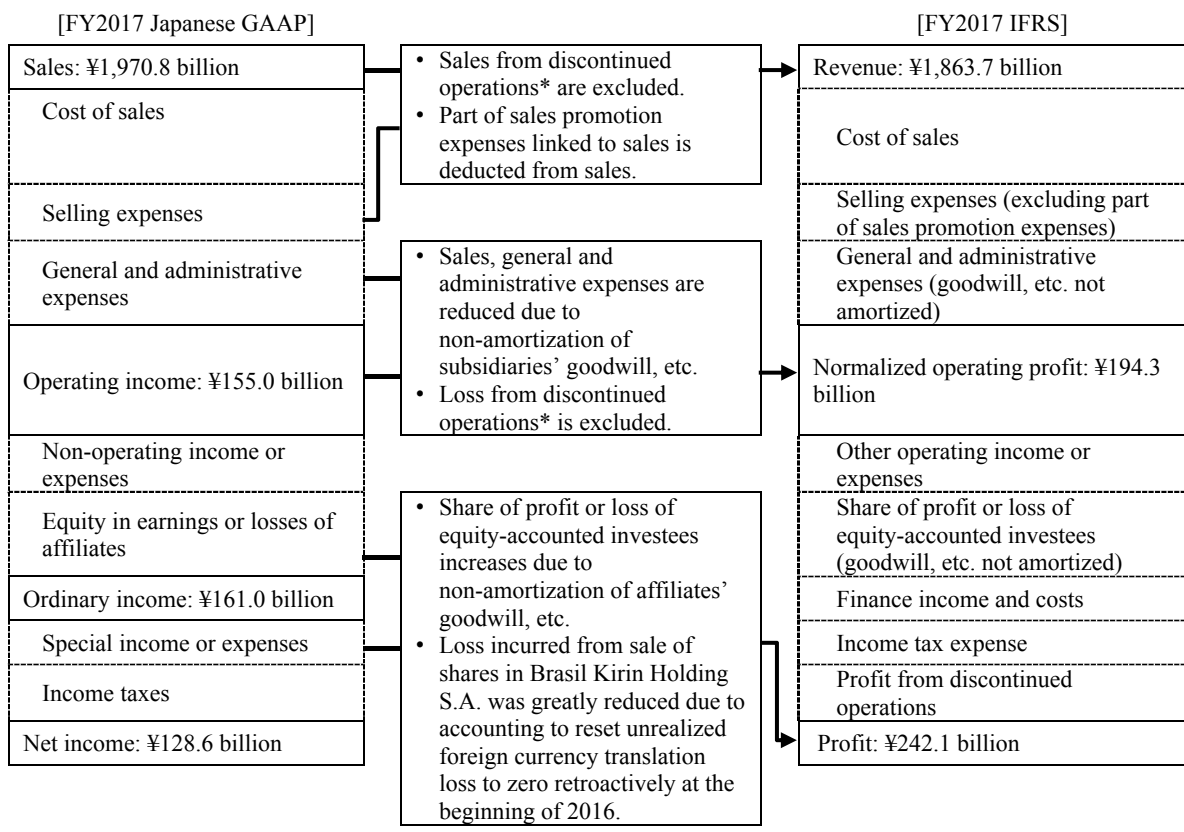 [FY2017 Japanese GAAP]
Sales: ¥1,970.8 billion
Cost of sales
Selling expenses
General and administrative
expenses
Operating income: ¥155.0 billion
Non-operating income or
expenses
Equity in earnings or losses of
affiliates
Ordinary income: ¥161.0 billion
Special income or expenses
Income taxes
Net income: ¥128.6 billion
• Sales from discontinued
operations* are excluded.
• Part of sales promotion
expenses linked to sales is
deducted from sales.
• Sales, general and
administrative expenses are
reduced due to
non-amortization of
subsidiaries’ goodwill, etc.
• Loss from discontinued
operations* is excluded.
• Share of profit or loss of
equity-accounted investees
increases due to
non-amortization of affiliates’
goodwill, etc.
• Loss incurred from sale of
shares in Brasil Kirin Holding
S.A. was greatly reduced due to
accounting to reset unrealized
foreign currency translation
loss to zero retroactively at the
beginning of 2016.
[FY2017 IFRS]
Revenue: ¥1,863.7 billion
Cost of sales
Selling expenses (excluding part
of sales promotion expenses)
General and administrative
expenses (goodwill, etc. not
amortized)
Normalized operating profit: ¥194.3
billion
Other operating income or
expenses
Share of profit or loss of
equity-accounted investees
(goodwill, etc. not amortized)
Finance income and costs
Income tax expense
Profit from discontinued
operations
Profit: ¥242.1 billion